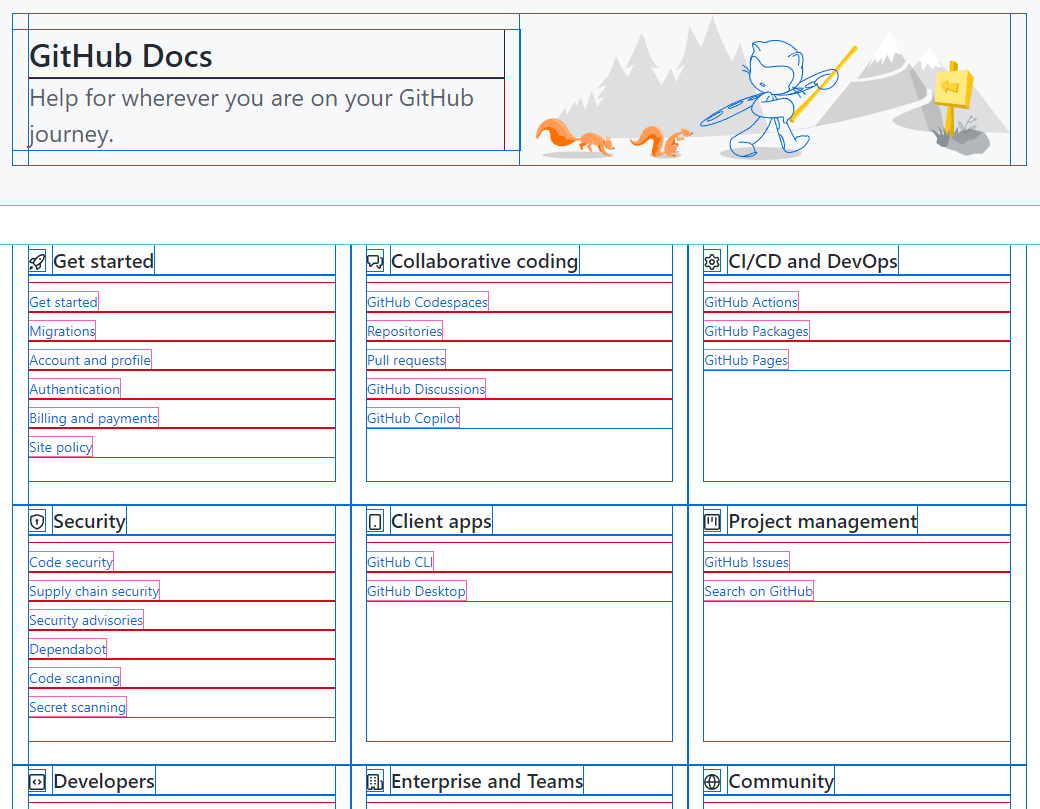 GitHub Docs
Help for wherever you are on your GitHub
journey.
Get started
Get started
Migrations
Account and profile
Authentication
Billing and payments
Site policy
Collaborative coding
GitHub Codespaces
Repositories
Pull requests
GitHub Discussions
GitHub Copilot
CI/CD and DevOps
GitHub Actions
GitHub Packages
GitHub Pages
Security
Code security
Supply chain security
Security advisories
Dependabot
Code scanning
Secret scanning
Client apps
GitHub CLI
GitHub Desktop
Project management
GitHub Issues
Search on GitHub
Developers
Enterprise and Teams
Community